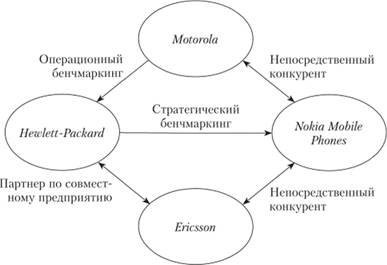 Motorola
Операционный
бенчмаркинг
Непосредственный
конкурент
Стратегический
бенчмаркинг
Hewlett-Packard
Nokia Mobile
Phones
Партнер по совмест-
ному предприятию
Непосредственный
конкурент
Ericsson